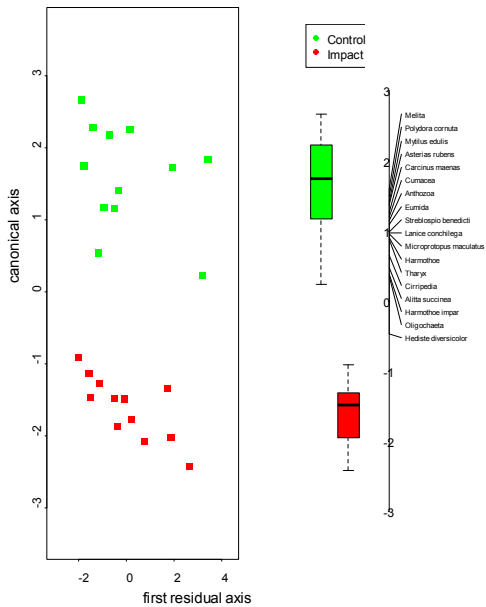 canonical axis
3
2
1
0
-1
-2
-3
-2
0
2
4
first residual axis
Control
Impact
3
2
1
0
-1
-2
-3
Melita
Polydora cornuta
Mytilus edulis
Asterias rubens
Carcinus maenas
Cumacea
Anthozoa
Eumida
Streblospio benedicti
Lanice conchilega
Microprotopus maculatus
Harmothoe
Tharyx
Cirripedia
Alitta succinea
Harmothoe impar
Oligochaeta
Hediste diversicolor